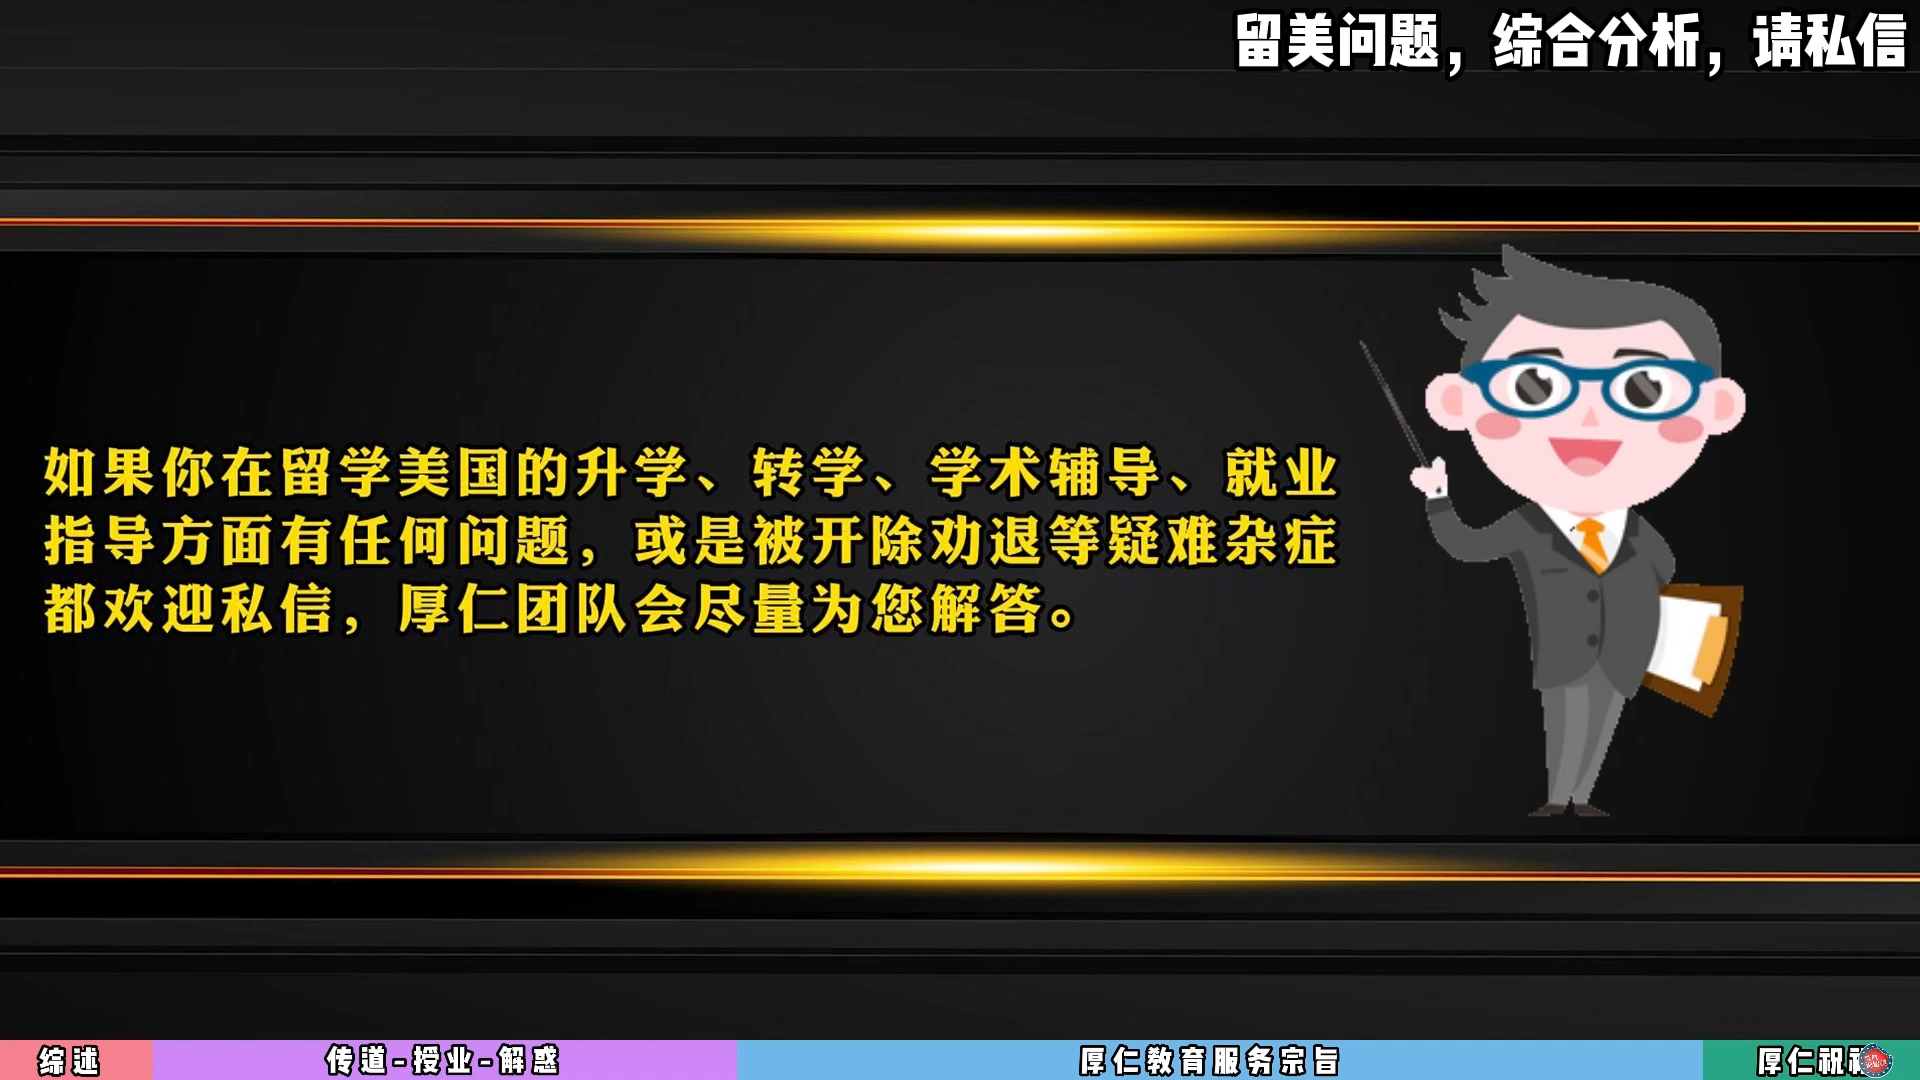 留美问题，综合分析，请私信
如果你在留学美国的升学、转学、学术辅导、就业
指导方面有任何问题，或是被开除劝退等疑难杂症
都欢迎私信，厚仁团队会尽量为您解答。
综述
传道-授业-解惑
厚仁教育服务宗旨
厚仁祝